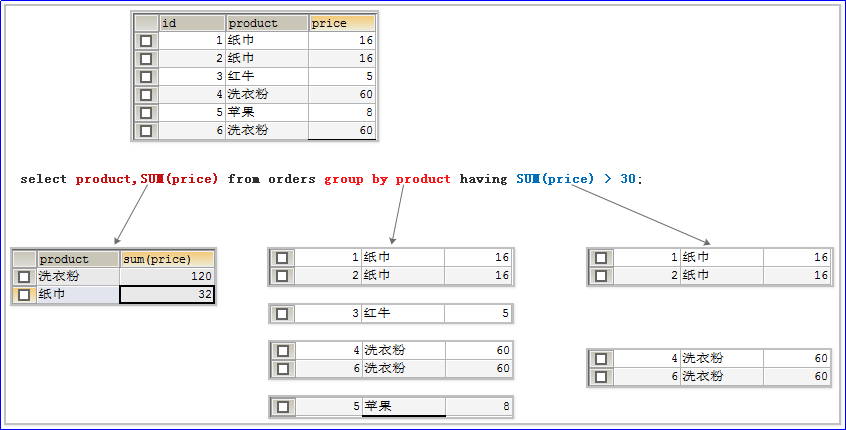 id product price
1 纸巾 16
2 纸巾 16
3 红牛 5
4 洗衣粉 60
5 苹果 8
6 洗衣粉 60
select product,SUM(price) from orders group by product having SUM(price) > 30;
product sum(price)
洗衣粉 120
纸巾 32
1 纸巾 16
2 纸巾 16
3 红牛 5
4 洗衣粉 60
6 洗衣粉 60
5 苹果 8
1 纸巾 16
2 纸巾 16
4 洗衣粉 60
6 洗衣粉 60